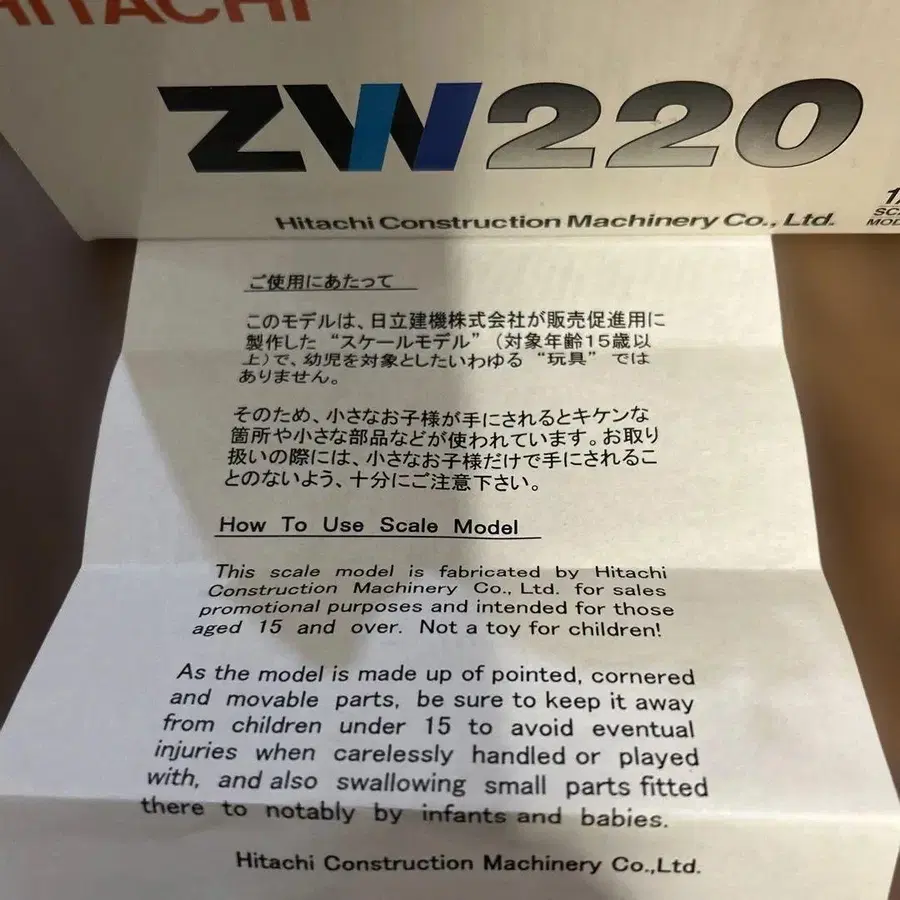 HITACHI
ZW220
Hitachi Construction Machinery Co., Ltd.
ご使用にあたって
このモデルは、日立建機株式会社が販売促進用に
製作した“スケールモデル”（対象年齢15歳以
上）で、幼児を対象としたいわゆる“玩具”では
ありません。
そのため、小さなお子様が手にされるとキケンな
箇所や小さな部品などが使われています。お取り
扱いの際には、小さなお子様だけで手にされるこ
とのないよう、十分にご注意下さい。
How To Use Scale Model
This scale model is fabricated by Hitachi
Construction Machinery Co., Ltd. for sales
promotional purposes and intended for those
aged 15 and over. Not a toy for children!
As the model is made up of pointed, cornered
and movable parts, be sure to keep it away
from children under 15 to avoid eventual
injuries when carelessly handled or played
with, and also swallowing small parts fitted
there to notably by infants and babies.
Hitachi Construction Machinery Co.,Ltd.